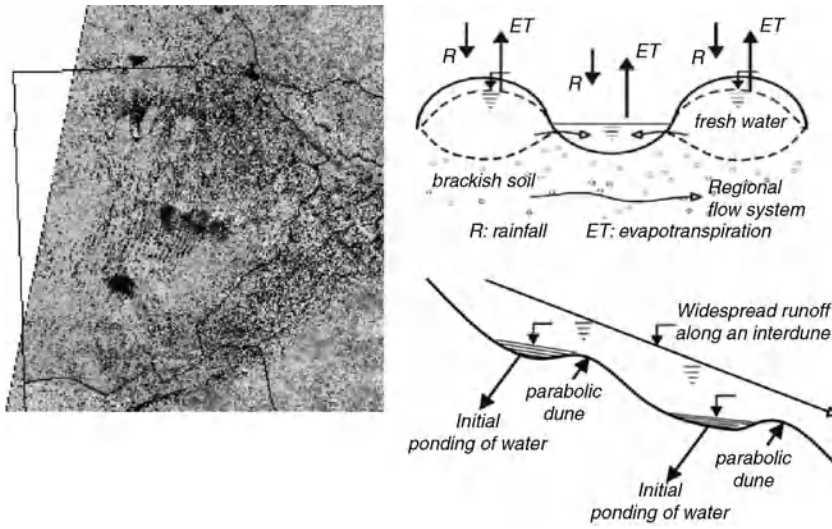 ET
ET
R
ET
R
R
fresh water
brackish soil
Regional
flow system
R: rainfall ET: evapotranspiration
Widespread runoff
along an interdune
parabolic
dune
Initial
ponding of water
parabolic
dune
Initial
ponding of water